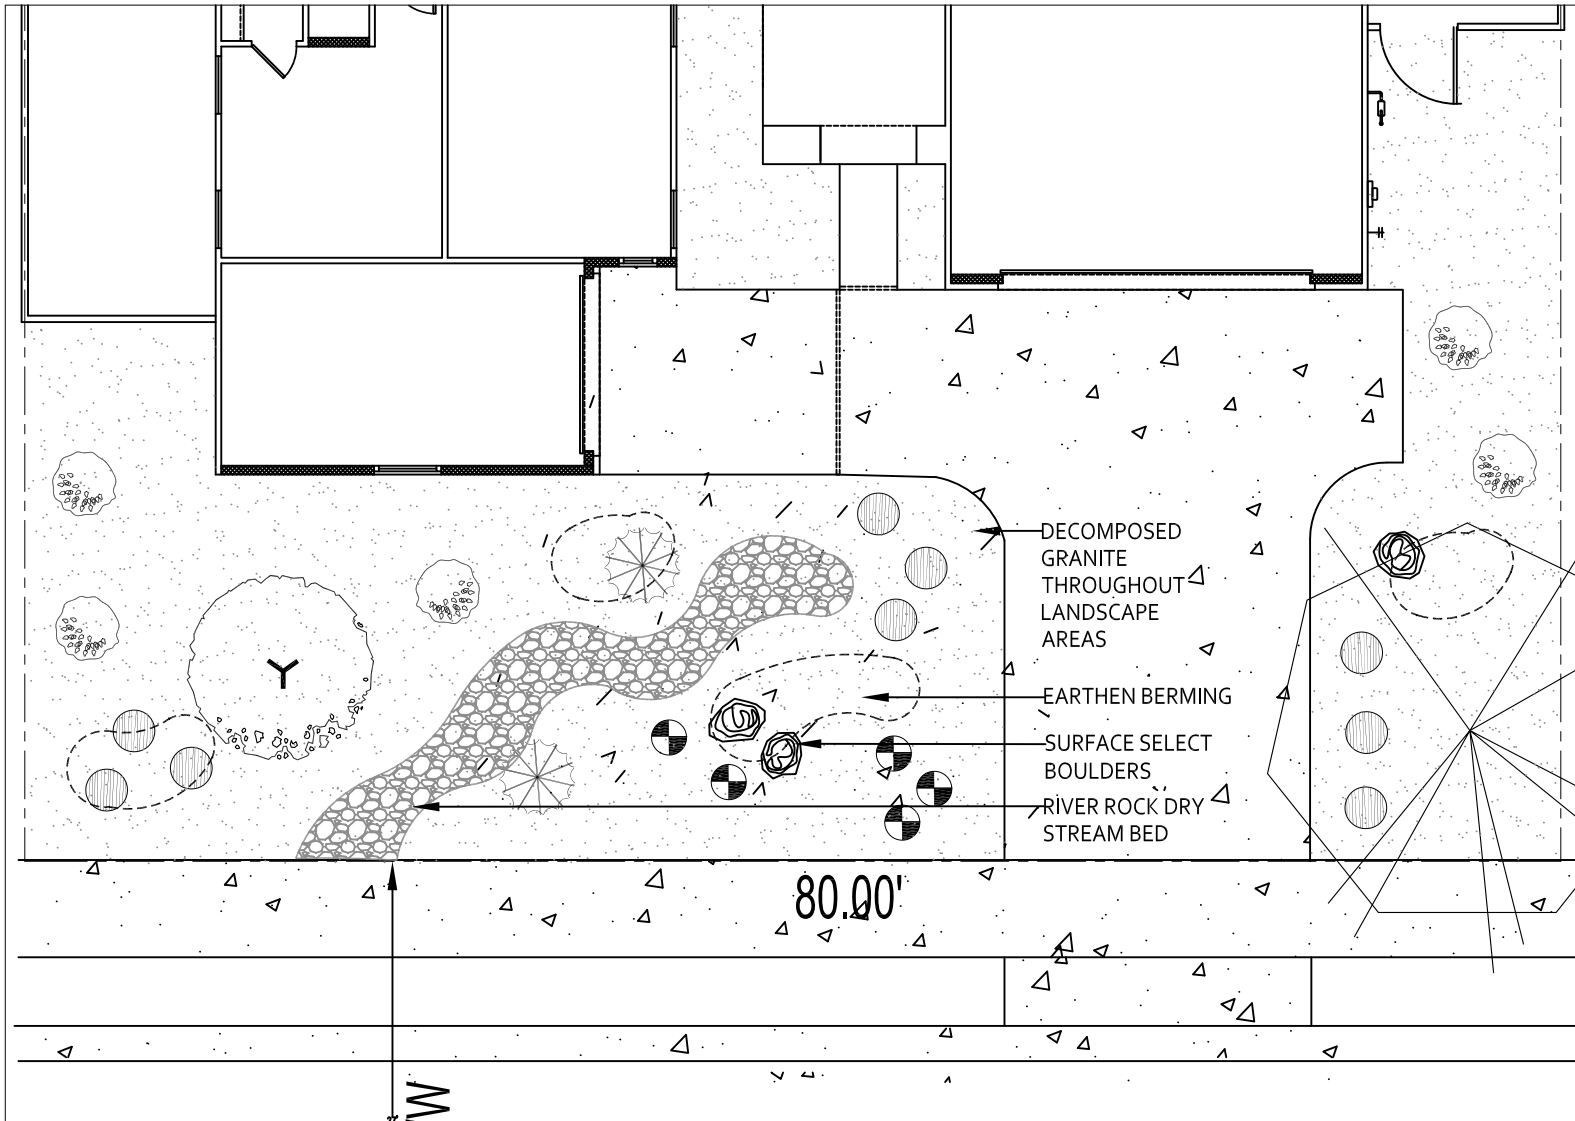 DECOMPOSED
GRANITE
THROUGHOUT
LANDSCAPE
AREAS
EARTHEN BERMING
SURFACE SELECT
BOULDERS
RIVER ROCK DRY
STREAM BED
80.00'
W